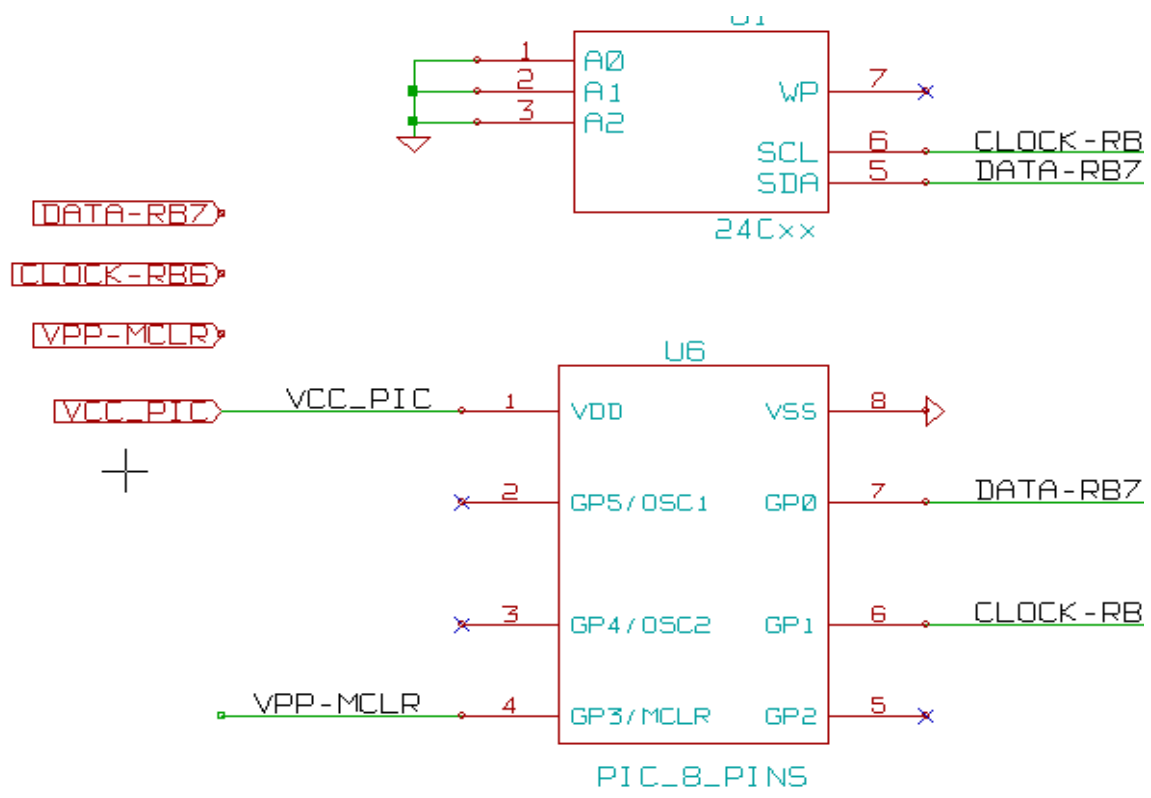 U1
1 A0
2 A1 WP 7
3 A2
SCL 6 CLOCK-RB
SDA 5 DATA-RB7
24Cxx
DATA-RB7
CLOCK-RB6
VPP-MCLR
U6
VCC_PIC VCC_PIC 1 VDD VSS 8
2 GP5/OSC1 GP0 7 DATA-RB7
3 GP4/OSC2 GP1 6 CLOCK-RB
VPP-MCLR 4 GP3/MCLR GP2 5
PIC_8_PINS